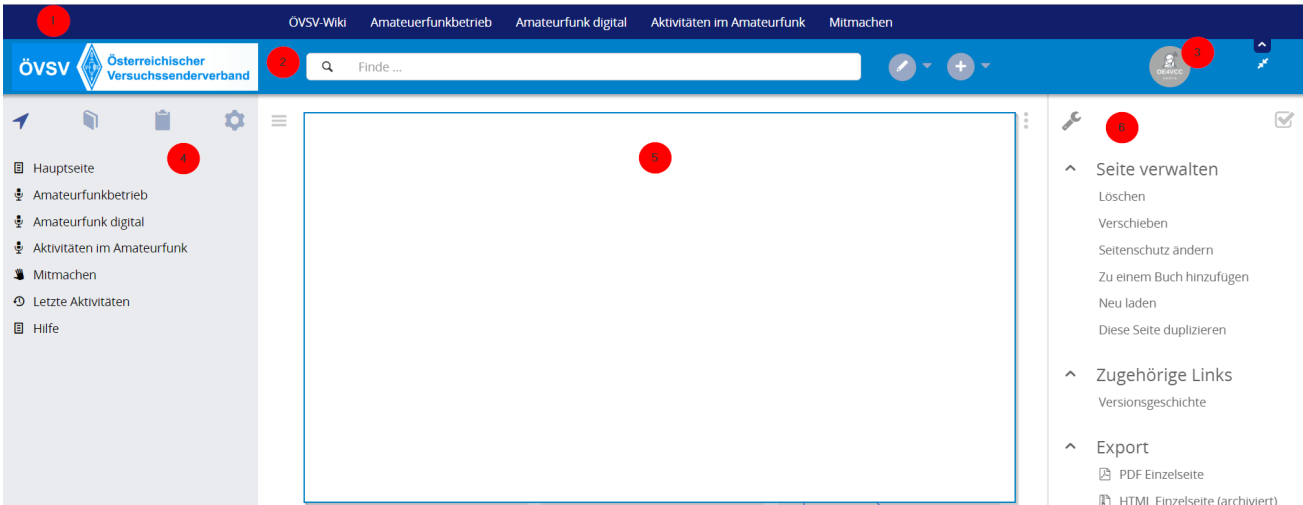 1
ÖVSV-Wiki Amateuerfunkbetrieb Amateurfunk digital Aktivitäten im Amateurfunk Mitmachen
ÖVSV
Österreichischer
Versuchssenderverband
2
Finde ...
OE4VCC
3
4
Hauptseite
Amateurfunkbetrieb
Amateurfunk digital
Aktivitäten im Amateurfunk
Mitmachen
Letzte Aktivitäten
Hilfe
5
6
Seite verwalten
Löschen
Verschieben
Seitenschutz ändern
Zu einem Buch hinzufügen
Neu laden
Diese Seite duplizieren
Zugehörige Links
Versionsgeschichte
Export
PDF Einzelseite
HTML Einzelseite (archiviert)